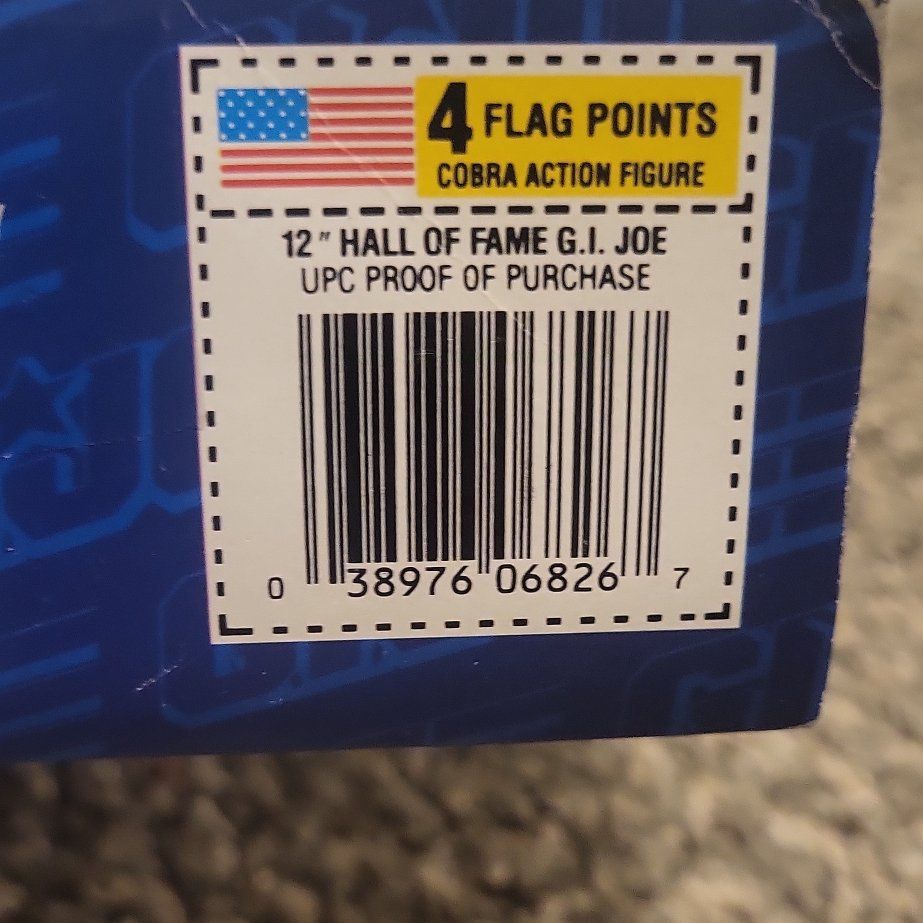 4 FLAG POINTS
COBRA ACTION FIGURE
12" HALL OF FAME G.I. JOE
UPC PROOF OF PURCHASE
0 38976 06826 7